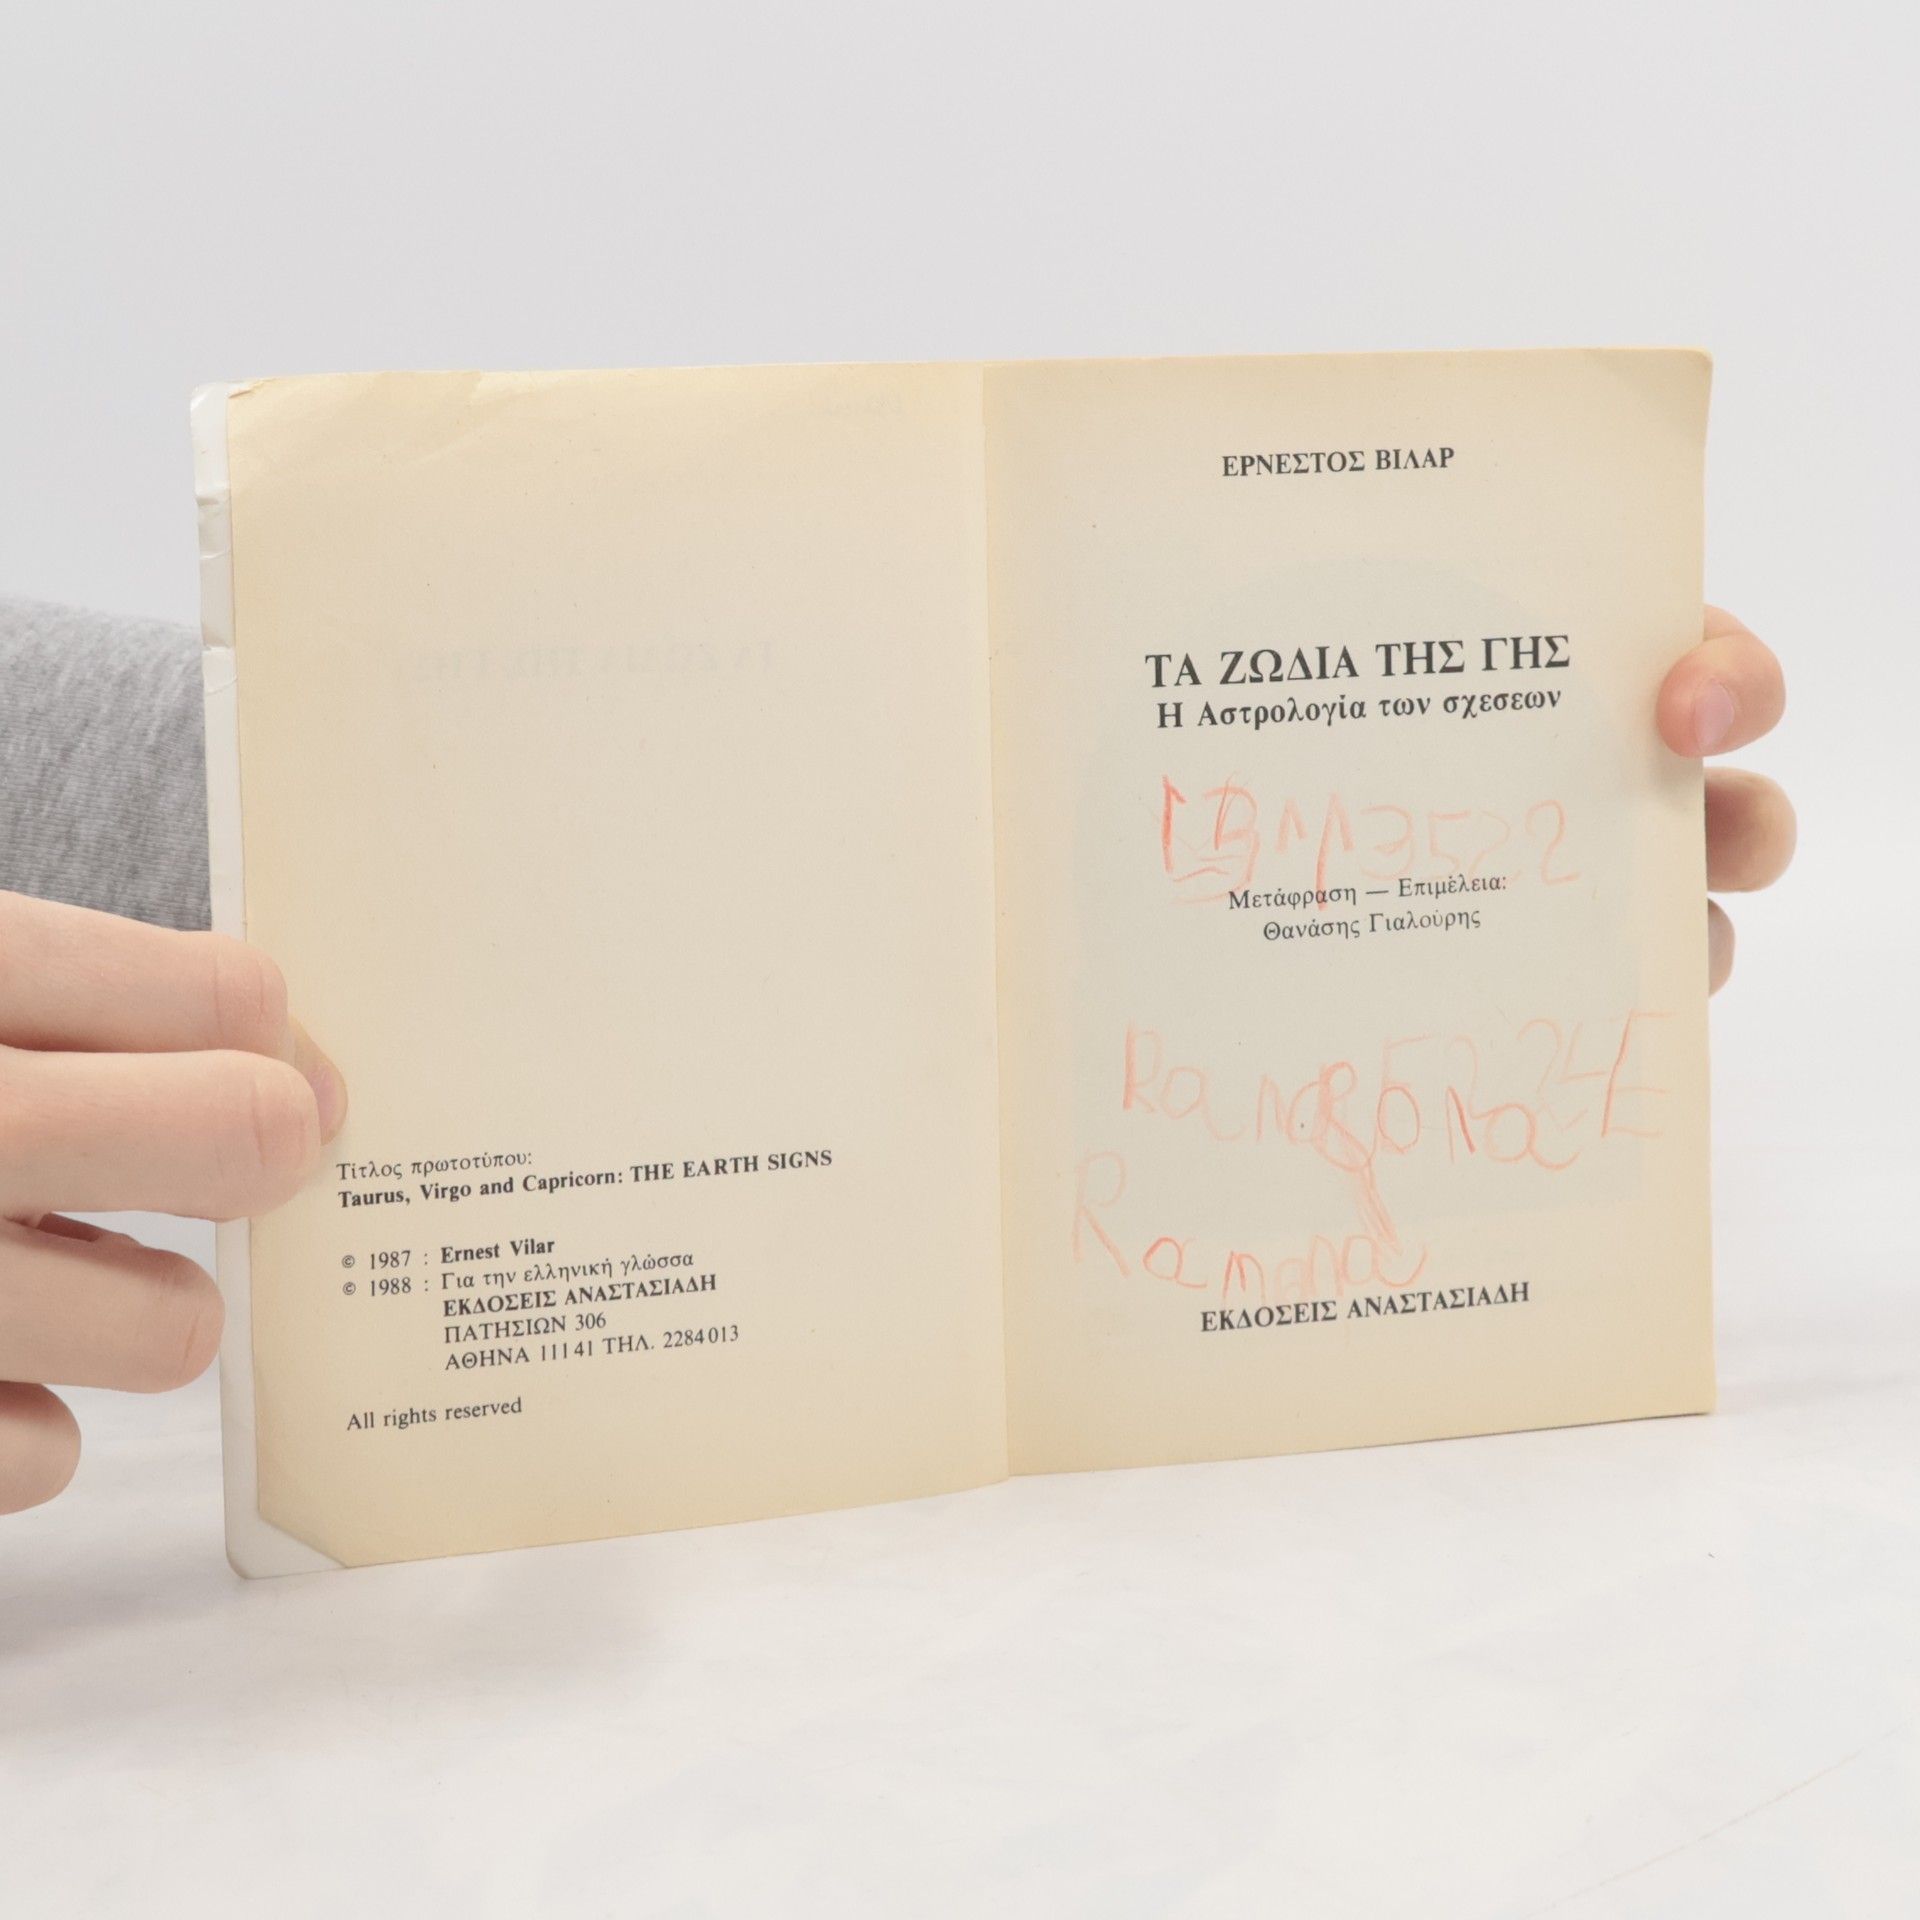 Τίτλος πρωτοτύπου:
Taurus, Virgo and Capricorn: THE EARTH SIGNS
© 1987 : Ernest Vilar
© 1988 : Για την ελληνική γλώσσα
ΕΚΔΟΣΕΙΣ ΑΝΑΣΤΑΣΙΑΔΗ
ΠΑΤΗΣΙΩΝ 306
ΑΘΗΝΑ 11141 ΤΗΛ. 2284013
All rights reserved
ΕΡΝΕΣΤΟΣ ΒΙΛΑΡ
ΤΑ ΖΩΔΙΑ ΤΗΣ ΓΗΣ
Η Αστρολογία των σχεσεων
Μετάφραση — Επιμέλεια:
Θανάσης Γιαλούρης
Ramona
ΕΚΔΟΣΕΙΣ ΑΝΑΣΤΑΣΙΑΔΗ